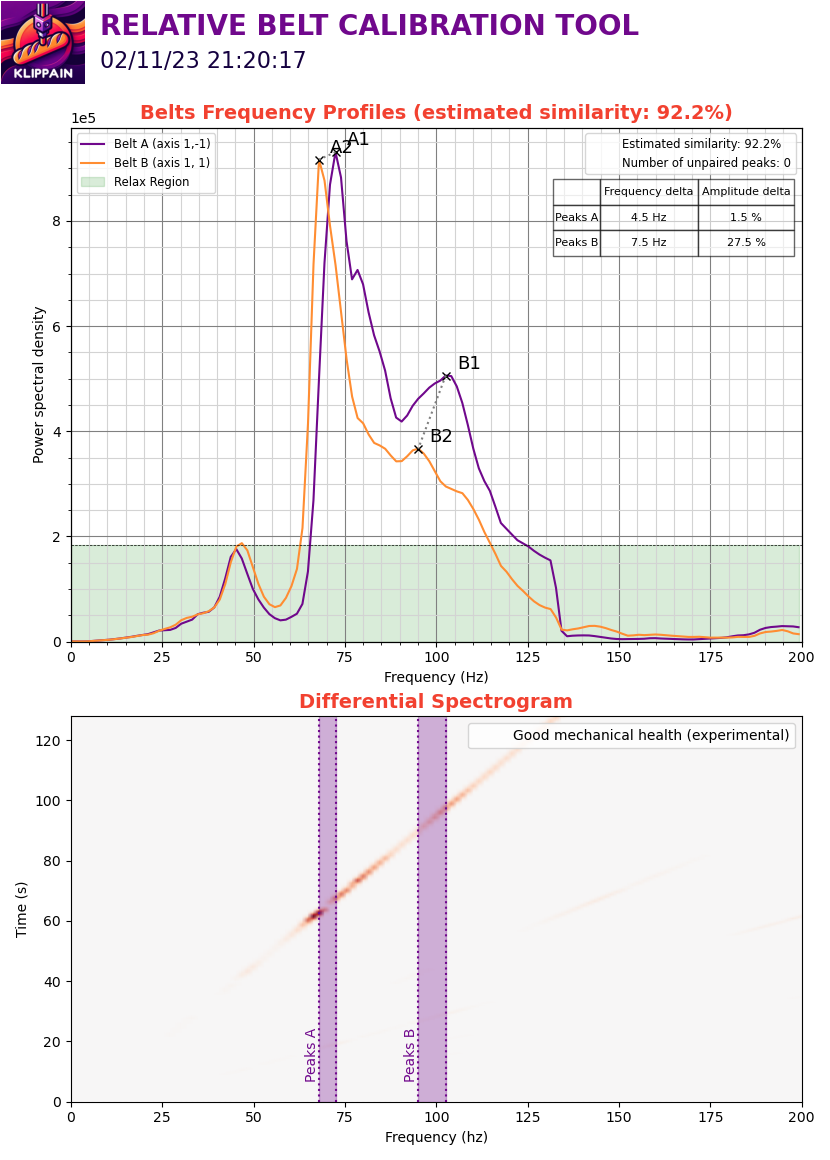 KLIPPAIN
RELATIVE BELT CALIBRATION TOOL
02/11/23 21:20:17
Belts Frequency Profiles (estimated similarity: 92.2%)
1e5
Belt A (axis 1,-1)
Belt B (axis 1, 1)
Relax Region
A1
A2
Estimated similarity: 92.2%
Number of unpaired peaks: 0
Frequency delta Amplitude delta
Peaks A 4.5 Hz 1.5 %
Peaks B 7.5 Hz 27.5 %
B1
B2
8
6
4
2
0
Power spectral density
0 25 50 75 100 125 150 175 200
Frequency (Hz)
Differential Spectrogram
Good mechanical health (experimental)
120
100
80
60
40
20
0
Time (s)
Peaks A
Peaks B
0 25 50 75 100 125 150 175 200
Frequency (hz)